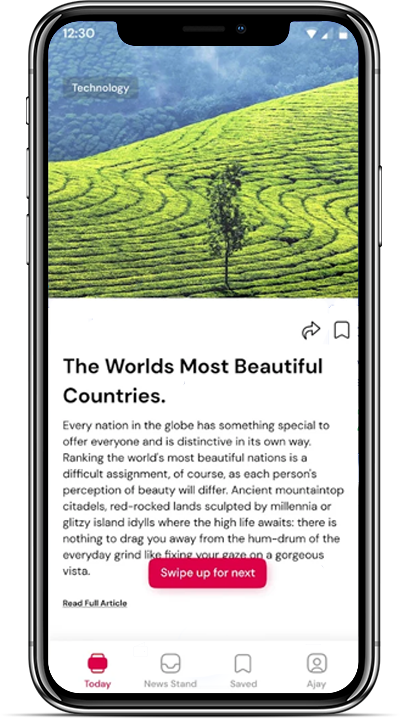 12:30
Technology
The Worlds Most Beautiful
Countries.
Every nation in the globe has something special to
offer everyone and is distinctive in its own way.
Ranking the world's most beautiful nations is a
difficult assignment, of course, as each person's
perception of beauty will differ. Ancient mountaintop
citadels, red-rocked lands sculpted by millennia or
glitzy island idylls where the high life awaits: there is
nothing to drag you away from the hum-drum of the
everyday grind like fixing your gaze on a gorgeous
vista.
Swipe up for next
Read Full Article
Today
News Stand
Saved
Ajay